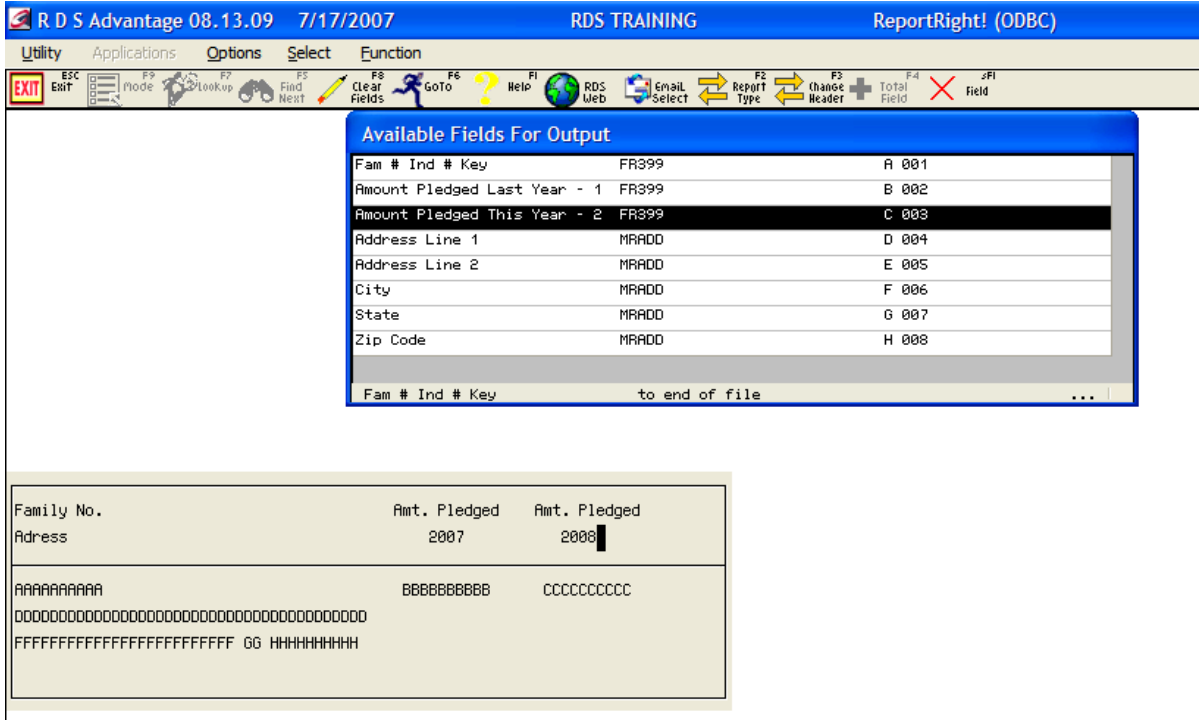 R D S Advantage 08.13.09 7/17/2007 RDS TRAINING ReportRight! (ODBC)
Utility Applications Options Select Function
EXIT ESC Exit F9 Mode F7 Lookup F5 Find Next F8 Clear Fields F6 GoTo F1 Help RDS Web Email Select F2 Report Type F3 Change Header F4 Total Field sF1 Field
Available Fields For Output
Fam # Ind # Key FR399 A 001
Amount Pledged Last Year - 1 FR399 B 002
Amount Pledged This Year - 2 FR399 C 003
Address Line 1 MRADD D 004
Address Line 2 MRADD E 005
City MRADD F 006
State MRADD G 007
Zip Code MRADD H 008
Fam # Ind # Key to end of file ...
Family No. Amt. Pledged Amt. Pledged
Adress 2007 2008
AAAAAAAAAA BBBBBBBBBB CCCCCCCCCC
DDDDDDDDDDDDDDDDDDDDDDDDDDDDDDDDDDDDDDDD
FFFFFFFFFFFFFFFFFFFFFFFFF GG HHHHHHHHHH